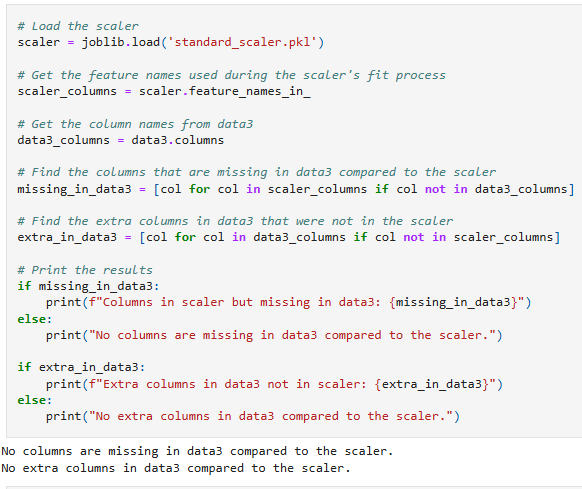 # Load the scaler
scaler = joblib.load('standard_scaler.pkl')
# Get the feature names used during the scaler's fit process
scaler_columns = scaler.feature_names_in_
# Get the column names from data3
data3_columns = data3.columns
# Find the columns that are missing in data3 compared to the scaler
missing_in_data3 = [col for col in scaler_columns if col not in data3_columns]
# Find the extra columns in data3 that were not in the scaler
extra_in_data3 = [col for col in data3_columns if col not in scaler_columns]
# Print the results
if missing_in_data3:
    print(f"Columns in scaler but missing in data3: {missing_in_data3}")
else:
    print("No columns are missing in data3 compared to the scaler.")
if extra_in_data3:
    print(f"Extra columns in data3 not in scaler: {extra_in_data3}")
else:
    print("No extra columns in data3 compared to the scaler.")
No columns are missing in data3 compared to the scaler.
No extra columns in data3 compared to the scaler.